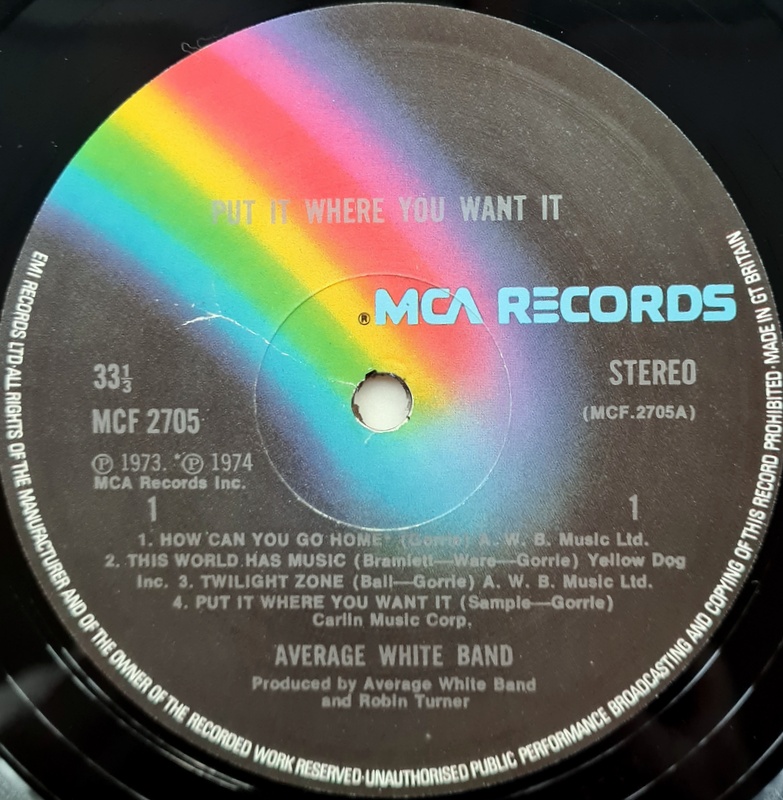 PUT IT WHERE YOU WANT IT
® MCA RECORDS
33⅓
STEREO
MCF 2705
(MCF.2705A)
Ⓟ 1973. *Ⓟ 1974
MCA Records Inc.
1 1
1. HOW CAN YOU GO HOME* (Gorrie) A. W. B. Music Ltd.
2. THIS WORLD HAS MUSIC (Bramlett—Ware—Gorrie) Yellow Dog
Inc. 3. TWILIGHT ZONE (Ball—Gorrie) A. W. B. Music Ltd.
4. PUT IT WHERE YOU WANT IT (Sample—Gorrie)
Carlin Music Corp.
AVERAGE WHITE BAND
Produced by Average White Band
and Robin Turner
EMI RECORDS LTD·ALL RIGHTS OF THE MANUFACTURER AND OF THE OWNER OF THE RECORDED WORK RESERVED·UNAUTHORISED PUBLIC PERFORMANCE BROADCASTING AND COPYING OF THIS RECORD PROHIBITED·MADE IN GT BRITAIN